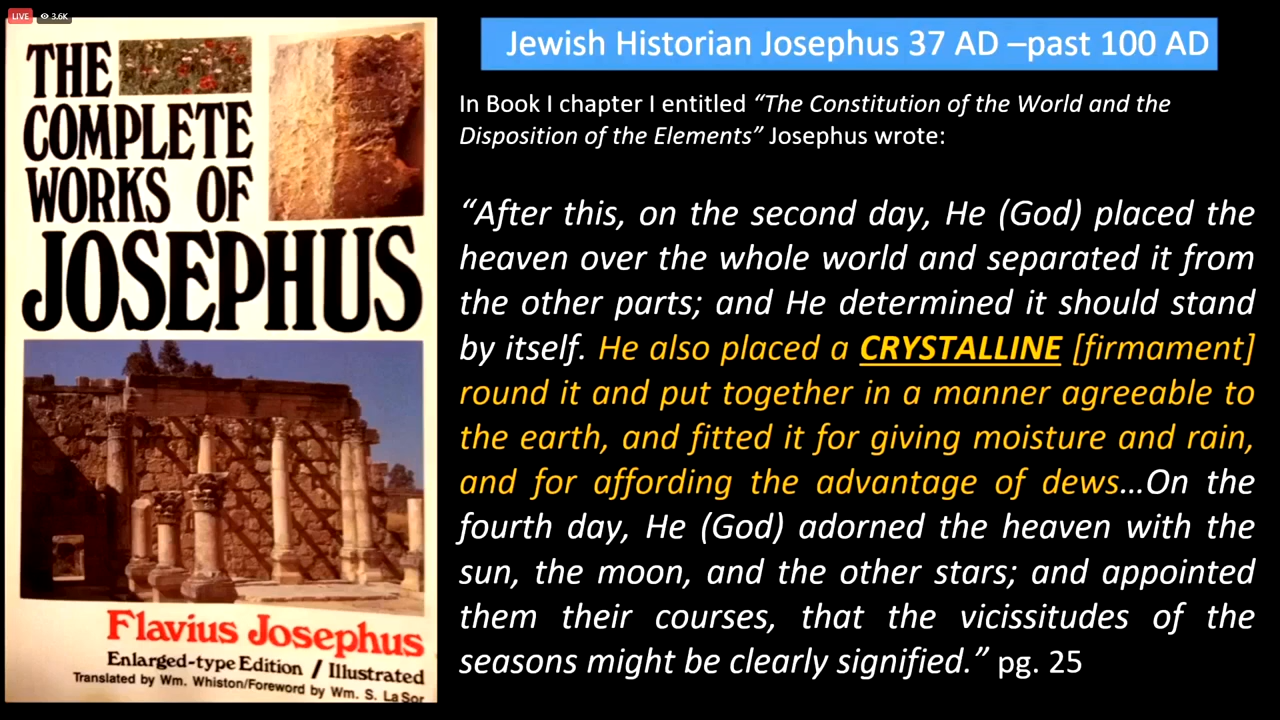 LIVE 3.6K
THE
COMPLETE
WORKS OF
JOSEPHUS
Flavius Josephus
Enlarged-type Edition / Illustrated
Translated by Wm. Whiston/Foreword by Wm. S. La Sor
Jewish Historian Josephus 37 AD –past 100 AD
In Book I chapter I entitled “The Constitution of the World and the
Disposition of the Elements” Josephus wrote:
“After this, on the second day, He (God) placed the
heaven over the whole world and separated it from
the other parts; and He determined it should stand
by itself. He also placed a CRYSTALLINE [firmament]
round it and put together in a manner agreeable to
the earth, and fitted it for giving moisture and rain,
and for affording the advantage of dews…On the
fourth day, He (God) adorned the heaven with the
sun, the moon, and the other stars; and appointed
them their courses, that the vicissitudes of the
seasons might be clearly signified.” pg. 25